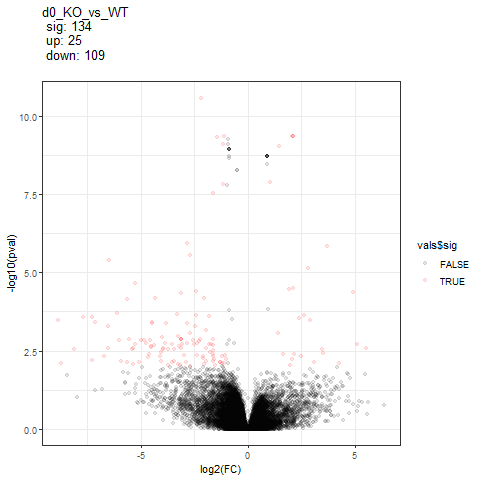 d0_KO_vs_WT
sig: 134
up: 25
down: 109
10.0
7.5
5.0
2.5
0.0
-log10(pval)
-5
0
5
log2(FC)
vals$sig
FALSE
TRUE